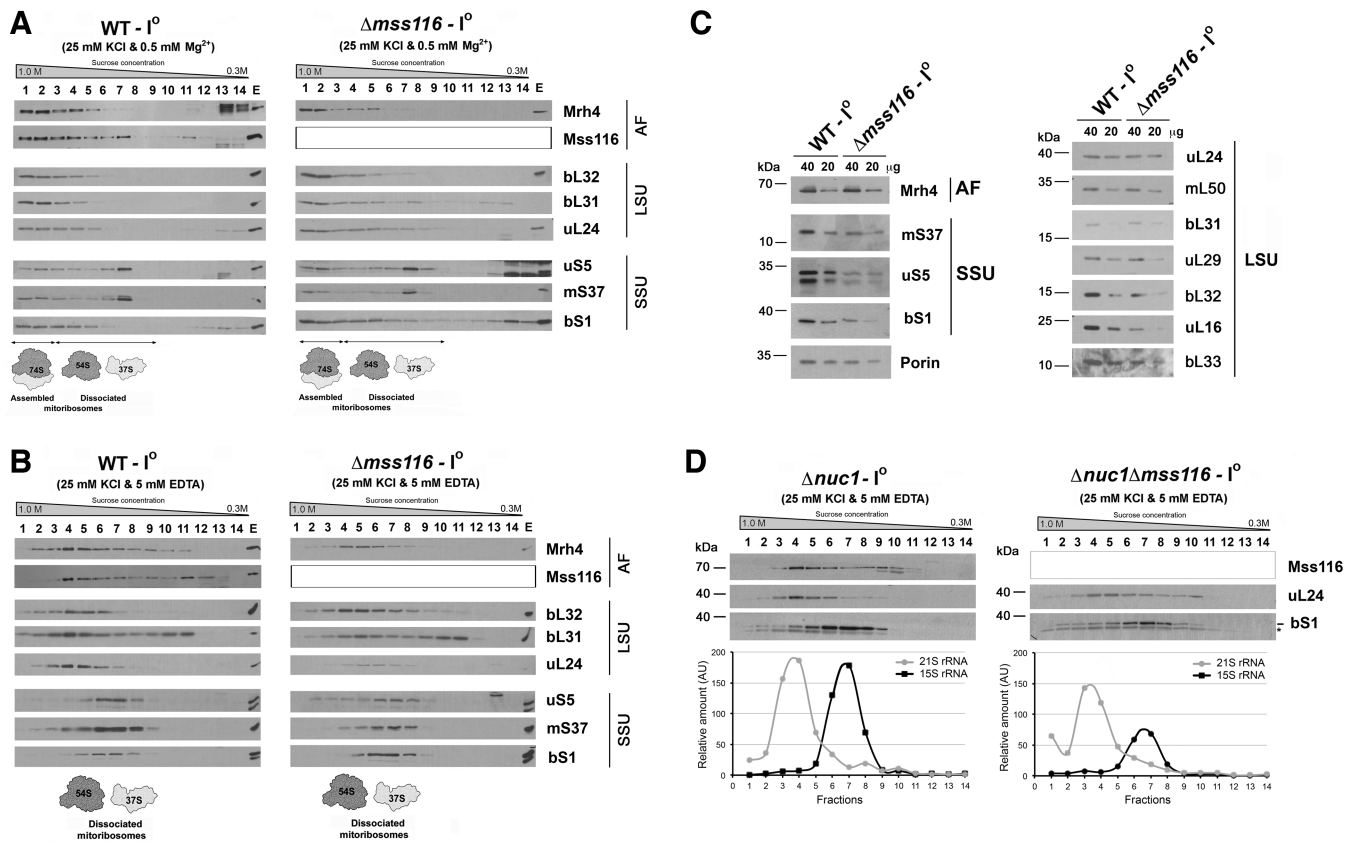 A
WT - I°
(25 mM KCl & 0.5 mM Mg²⁺)
Sucrose concentration
1.0 M 0.3M
1 2 3 4 5 6 7 8 9 10 11 12 13 14 E
Δmss116 - I°
(25 mM KCl & 0.5 mM Mg²⁺)
Sucrose concentration
1.0 M 0.3M
1 2 3 4 5 6 7 8 9 10 11 12 13 14 E
Mrh4
Mss116
AF
bL32
bL31
uL24
LSU
uS5
mS37
bS1
SSU
74S 54S 37S
Assembled Dissociated
mitoribosomes
74S 54S 37S
Assembled Dissociated
mitoribosomes
B
WT - I°
(25 mM KCl & 5 mM EDTA)
Sucrose concentration
1.0 M 0.3M
1 2 3 4 5 6 7 8 9 10 11 12 13 14 E
Δmss116 - I°
(25 mM KCl & 5 mM EDTA)
Sucrose concentration
1.0 M 0.3M
1 2 3 4 5 6 7 8 9 10 11 12 13 14 E
Mrh4
Mss116
AF
bL32
bL31
uL24
LSU
uS5
mS37
bS1
SSU
54S 37S
Dissociated
mitoribosomes
54S 37S
Dissociated
mitoribosomes
C
WT - I°
Δmss116 - I°
kDa
40 20 40 20 µg
70
Mrh4
AF
10
mS37
35
uS5
40
bS1
SSU
35
Porin
WT - I°
Δmss116 - I°
kDa
40 20 40 20 µg
40
uL24
35
mL50
bL31
15
uL29
15
bL32
25
uL16
10
bL33
LSU
D
Δnuc1 - I°
(25 mM KCl & 5 mM EDTA)
Sucrose concentration
1.0 M 0.3M
1 2 3 4 5 6 7 8 9 10 11 12 13 14
kDa
70
40
40
Δnuc1Δmss116 - I°
(25 mM KCl & 5 mM EDTA)
Sucrose concentration
1.0 M 0.3M
1 2 3 4 5 6 7 8 9 10 11 12 13 14
kDa
Mss116
40
uL24
40
bS1
*
Relative amount (AU)
200
150
100
50
0
21S rRNA
15S rRNA
0 1 2 3 4 5 6 7 8 9 10 11 12 13 14
Fractions
Relative amount (AU)
200
150
100
50
0
21S rRNA
15S rRNA
0 1 2 3 4 5 6 7 8 9 10 11 12 13 14
Fractions